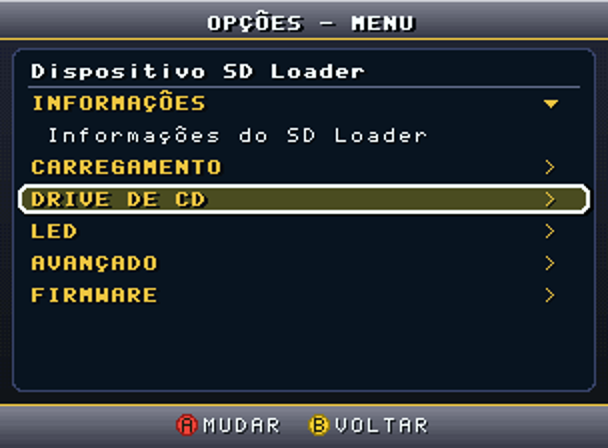 OPÇÕES - MENU
Dispositivo SD Loader
INFORMAÇÕES
Informações do SD Loader
CARREGAMENTO
DRIVE DE CD
LED
AVANÇADO
FIRMWARE
A MUDAR B VOLTAR